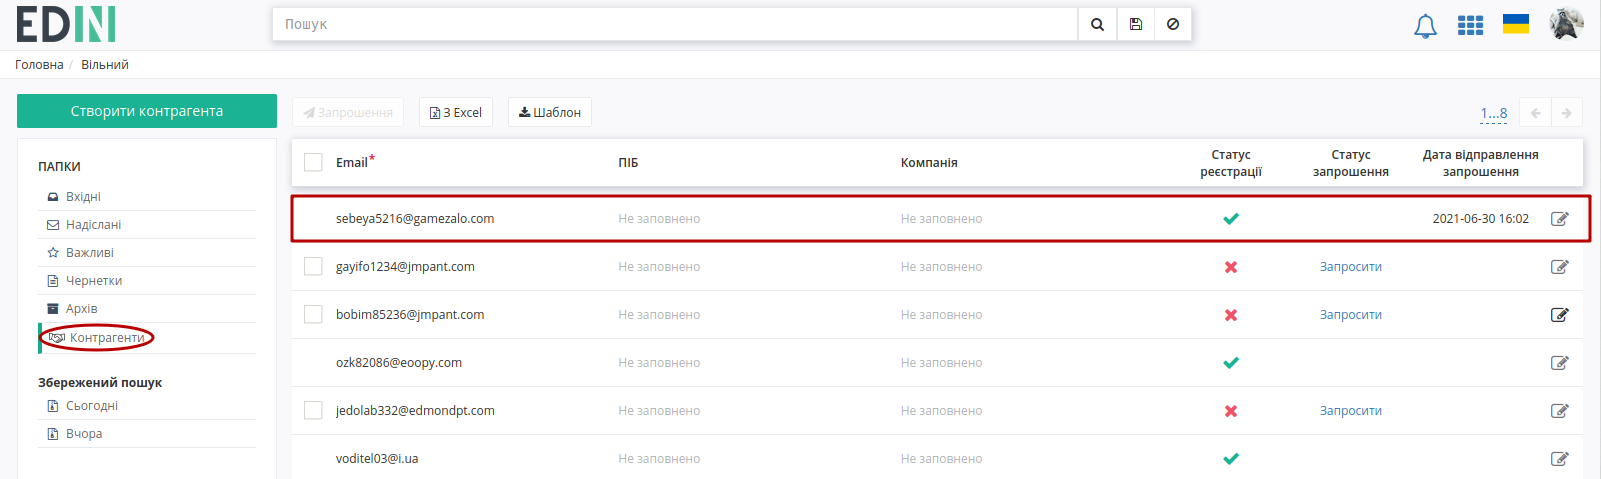 EDIN
Пошук
Головна / Вільний
Створити контрагента
Запрошення
З Excel
Шаблон
1...8
ПАПКИ
Вхідні
Надіслані
Важливі
Чернетки
Архів
Контрагенти
Збережений пошук
Сьогодні
Вчора
Email* ПІБ Компанія Статус реєстрації Статус запрошення Дата відправлення запрошення
sebeya5216@gamezalo.com Не заповнено Не заповнено 2021-06-30 16:02
gayifo1234@jmpant.com Не заповнено Не заповнено Запросити
bobim85236@jmpant.com Не заповнено Не заповнено Запросити
ozk82086@eoopy.com Не заповнено Не заповнено
jedolab332@edmondpt.com Не заповнено Не заповнено Запросити
voditel03@i.ua Не заповнено Не заповнено